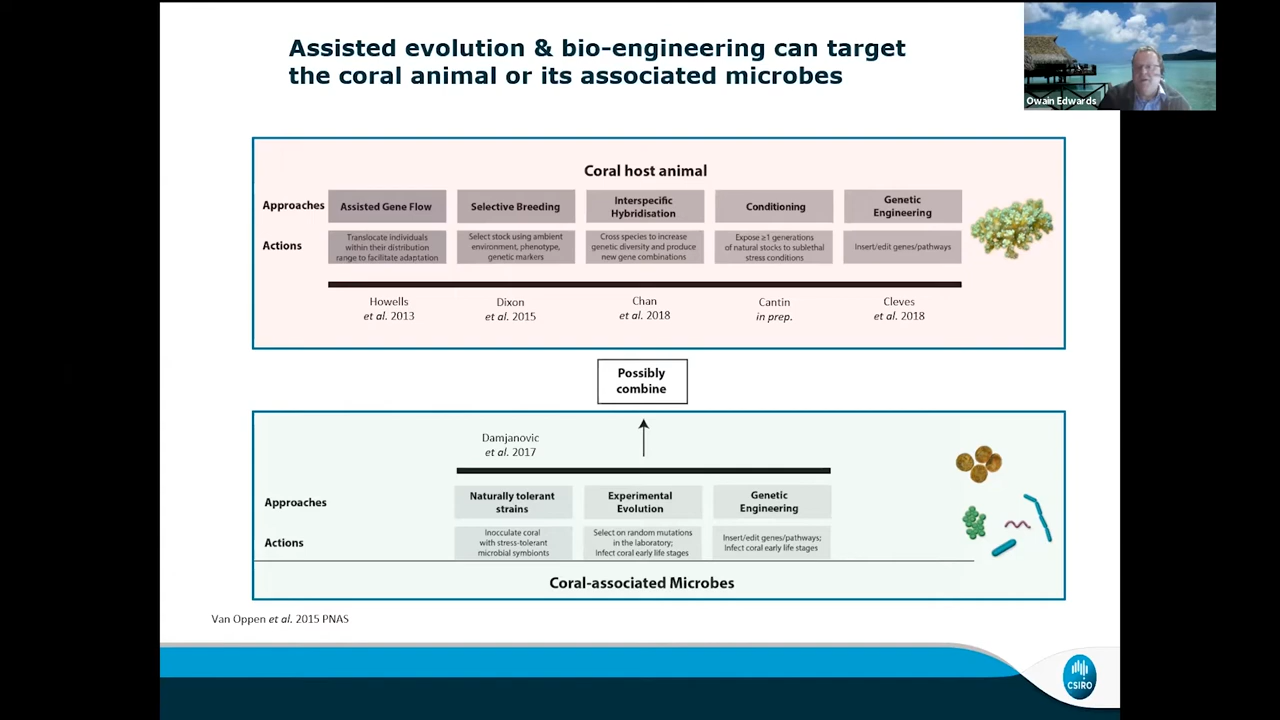 Assisted evolution & bio-engineering can target
the coral animal or its associated microbes
Owain Edwards
Coral host animal
Approaches
Assisted Gene Flow
Selective Breeding
Interspecific
Hybridisation
Conditioning
Genetic
Engineering
Actions
Translocate individuals
within their distribution
range to facilitate adaptation
Select stock using ambient
environment, phenotype,
genetic markers
Cross species to increase
genetic diversity and produce
new gene combinations
Expose ≥1 generations
of natural stocks to sublethal
stress conditions
Insert/edit genes/pathways
Howells
et al. 2013
Dixon
et al. 2015
Chan
et al. 2018
Cantin
in prep.
Cleves
et al. 2018
Possibly
combine
Damjanovic
et al. 2017
Approaches
Naturally tolerant
strains
Experimental
Evolution
Genetic
Engineering
Actions
Inocculate coral
with stress-tolerant
microbial symbionts
Select on random mutations
in the laboratory;
Infect coral early life stages
Insert/edit genes/pathways;
Infect coral early life stages
Coral-associated Microbes
Van Oppen et al. 2015 PNAS
CSIRO